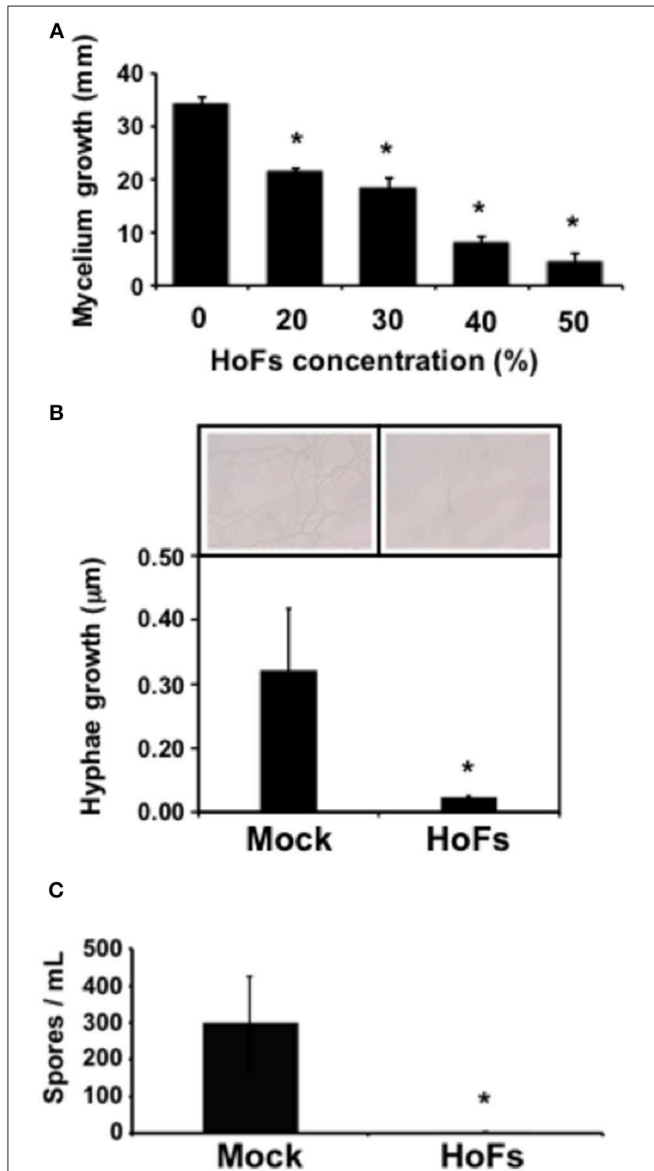 A
Mycelium growth (mm)
40
30
20
10
0
* * * *
0 20 30 40 50
HoFs concentration (%)
B
Hyphae growth (μm)
0.50
0.40
0.30
0.20
0.00
*
Mock HoFs
C
Spores / mL
500
400
300
200
100
0
*
Mock HoFs